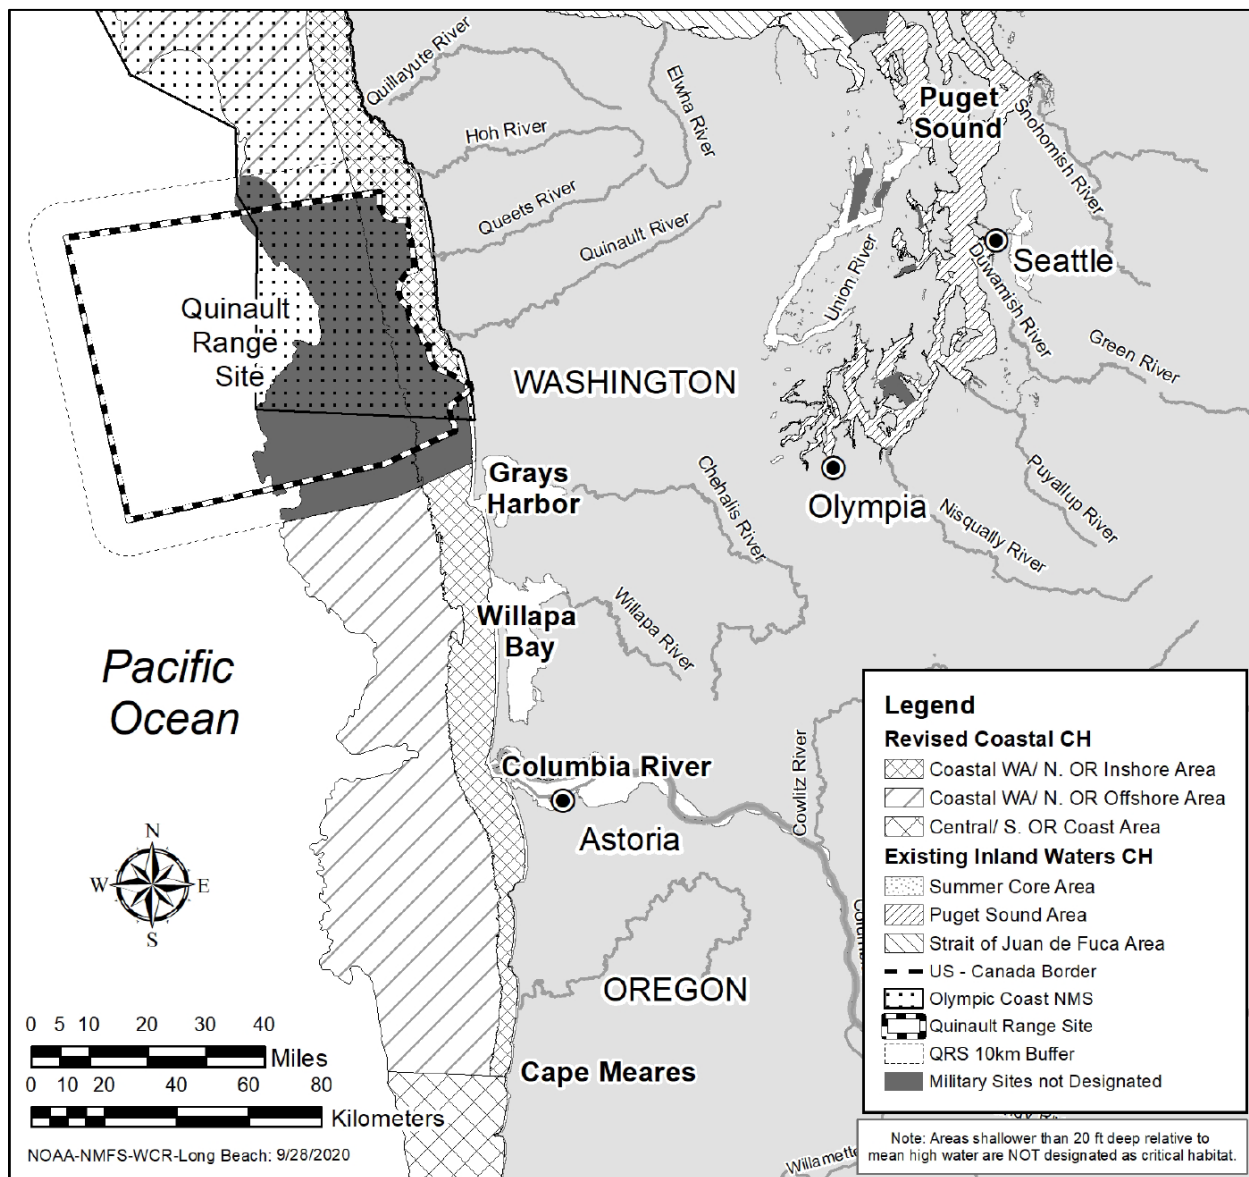 Quillayute River
Elwha River
Hoh River
Queets River
Quinault River
Puget
Sound
Snohomish River
Seattle
Union River
Duwamish River
Green River
Quinault
Range
Site
WASHINGTON
Grays
Harbor
Chehalis River
Olympia
Puyallup River
Nisqually River
Willapa
Bay
Willapa River
Pacific
Ocean
Columbia River
Astoria
Cowlitz River
N
W E
S
OREGON
Cape Meares
0 5 10 20 30 40
Miles
0 10 20 40 60 80
Kilometers
NOAA-NMFS-WCR-Long Beach: 9/28/2020
Willamette
Legend
Revised Coastal CH
Coastal WA/ N. OR Inshore Area
Coastal WA/ N. OR Offshore Area
Central/ S. OR Coast Area
Existing Inland Waters CH
Summer Core Area
Puget Sound Area
Strait of Juan de Fuca Area
US - Canada Border
Olympic Coast NMS
Quinault Range Site
QRS 10km Buffer
Military Sites not Designated
Note: Areas shallower than 20 ft deep relative to
mean high water are NOT designated as critical habitat.